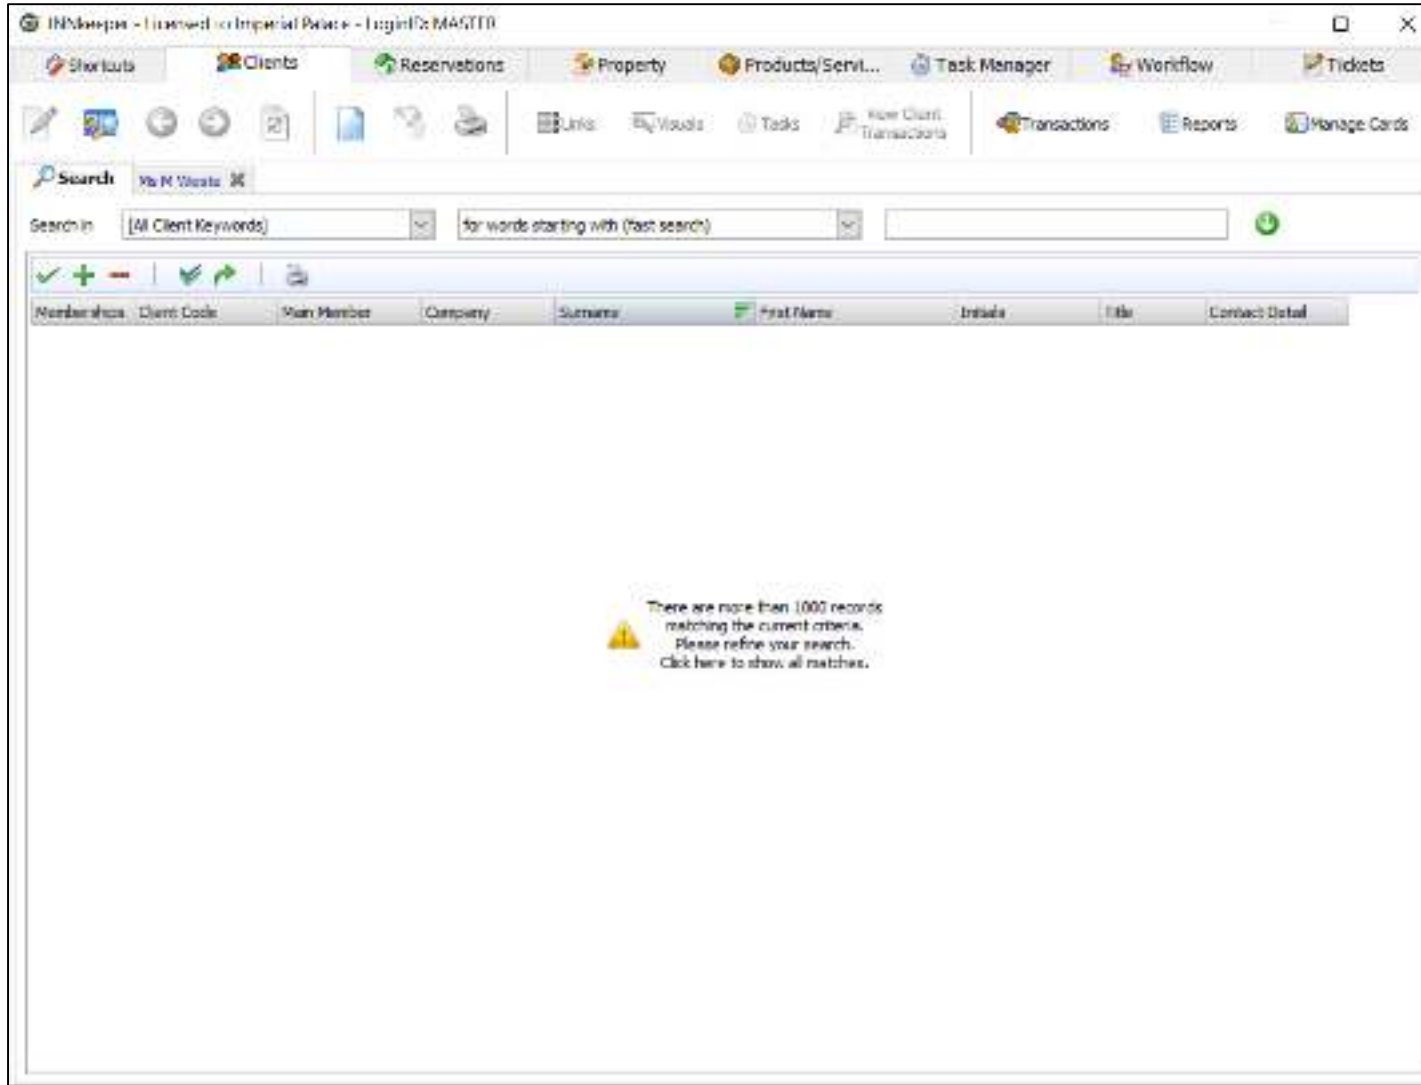 INNkeeper - Licensed to Imperial Palace - LoginID: MASTER
Shortcuts Clients Reservations Property Products/Servi... Task Manager Workflow Tickets
Links Visuals Tasks View Client Transactions Transactions Reports Manage Cards
Search Ms M
Search in [All Client Keywords] for words starting with (fast search)
Memberships Client Code Main Member Company Surname First Name Initials Title Contact Detail
There are more than 1000 records
matching the current criteria.
Please refine your search.
Click here to show all matches.